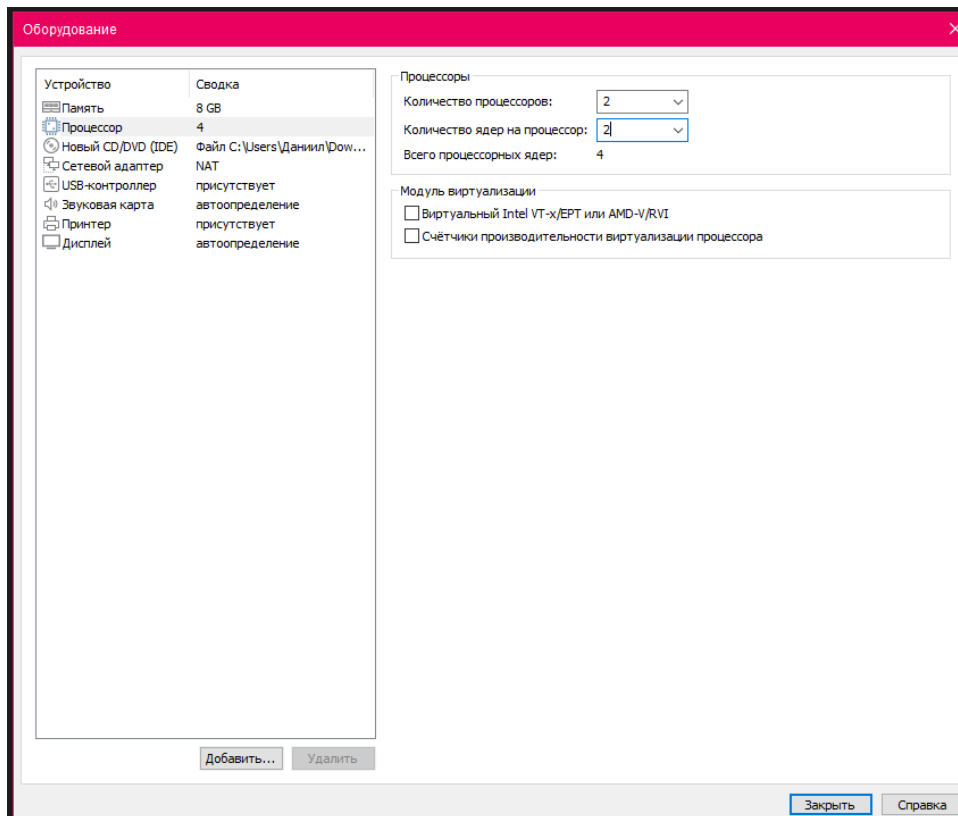 Оборудование
Устройство Сводка
Память 8 GB
Процессор 4
Новый CD/DVD (IDE) Файл C:\Users\Даниил\Dow...
Сетевой адаптер NAT
USB-контроллер присутствует
Звуковая карта автоопределение
Принтер присутствует
Дисплей автоопределение
Добавить... Удалить
Процессоры
Количество процессоров: 2
Количество ядер на процессор: 2
Всего процессорных ядер: 4
Модуль виртуализации
Виртуальный Intel VT-x/EPT или AMD-V/RVI
Счётчики производительности виртуализации процессора
Закрыть Справка